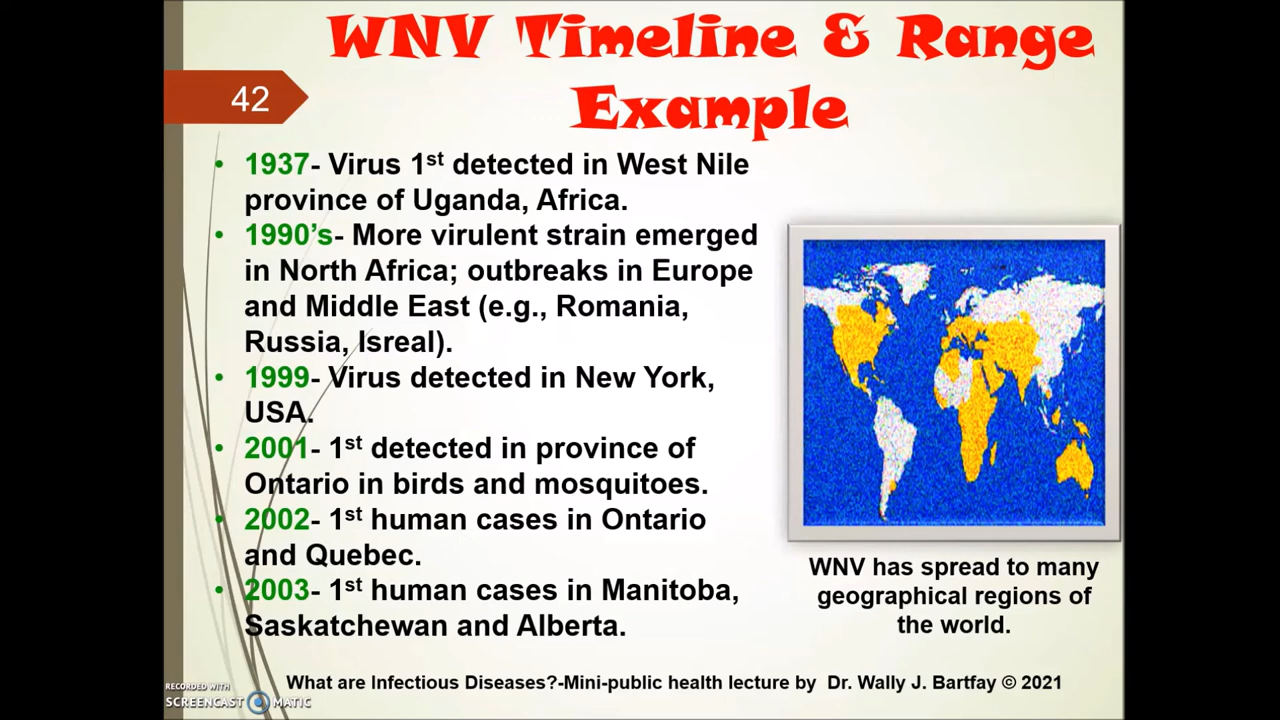 WNV Timeline & Range
Example
42
• 1937- Virus 1st detected in West Nile
province of Uganda, Africa.
• 1990's- More virulent strain emerged
in North Africa; outbreaks in Europe
and Middle East (e.g., Romania,
Russia, Isreal).
• 1999- Virus detected in New York,
USA.
• 2001- 1st detected in province of
Ontario in birds and mosquitoes.
• 2002- 1st human cases in Ontario
and Quebec.
• 2003- 1st human cases in Manitoba,
Saskatchewan and Alberta.
WNV has spread to many
geographical regions of
the world.
What are Infectious Diseases?-Mini-public health lecture by Dr. Wally J. Bartfay © 2021
RECORDED WITH
SCREENCAST MATIC